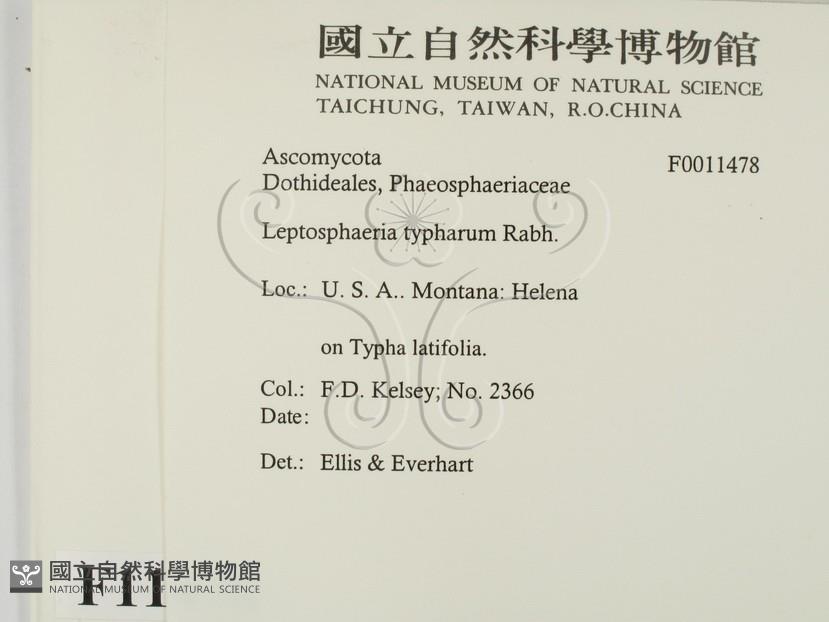 國立自然科學博物館
NATIONAL MUSEUM OF NATURAL SCIENCE
TAICHUNG, TAIWAN, R.O.CHINA
Ascomycota F0011478
Dothideales, Phaeosphaeriaceae
Leptosphaeria typharum Rabh.
Loc.: U. S. A.. Montana: Helena
on Typha latifolia.
Col.: F.D. Kelsey; No. 2366
Date:
Det.: Ellis & Everhart
國立自然科學博物館
NATIONAL MUSEUM OF NATURAL SCIENCE
F11